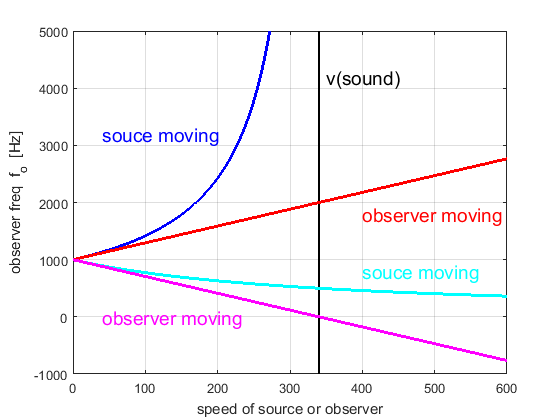 5000
4000
3000
2000
1000
0
-1000
observer freq f_o [Hz]
v(sound)
souce moving
observer moving
souce moving
observer moving
0 100 200 300 400 500 600
speed of source or observer